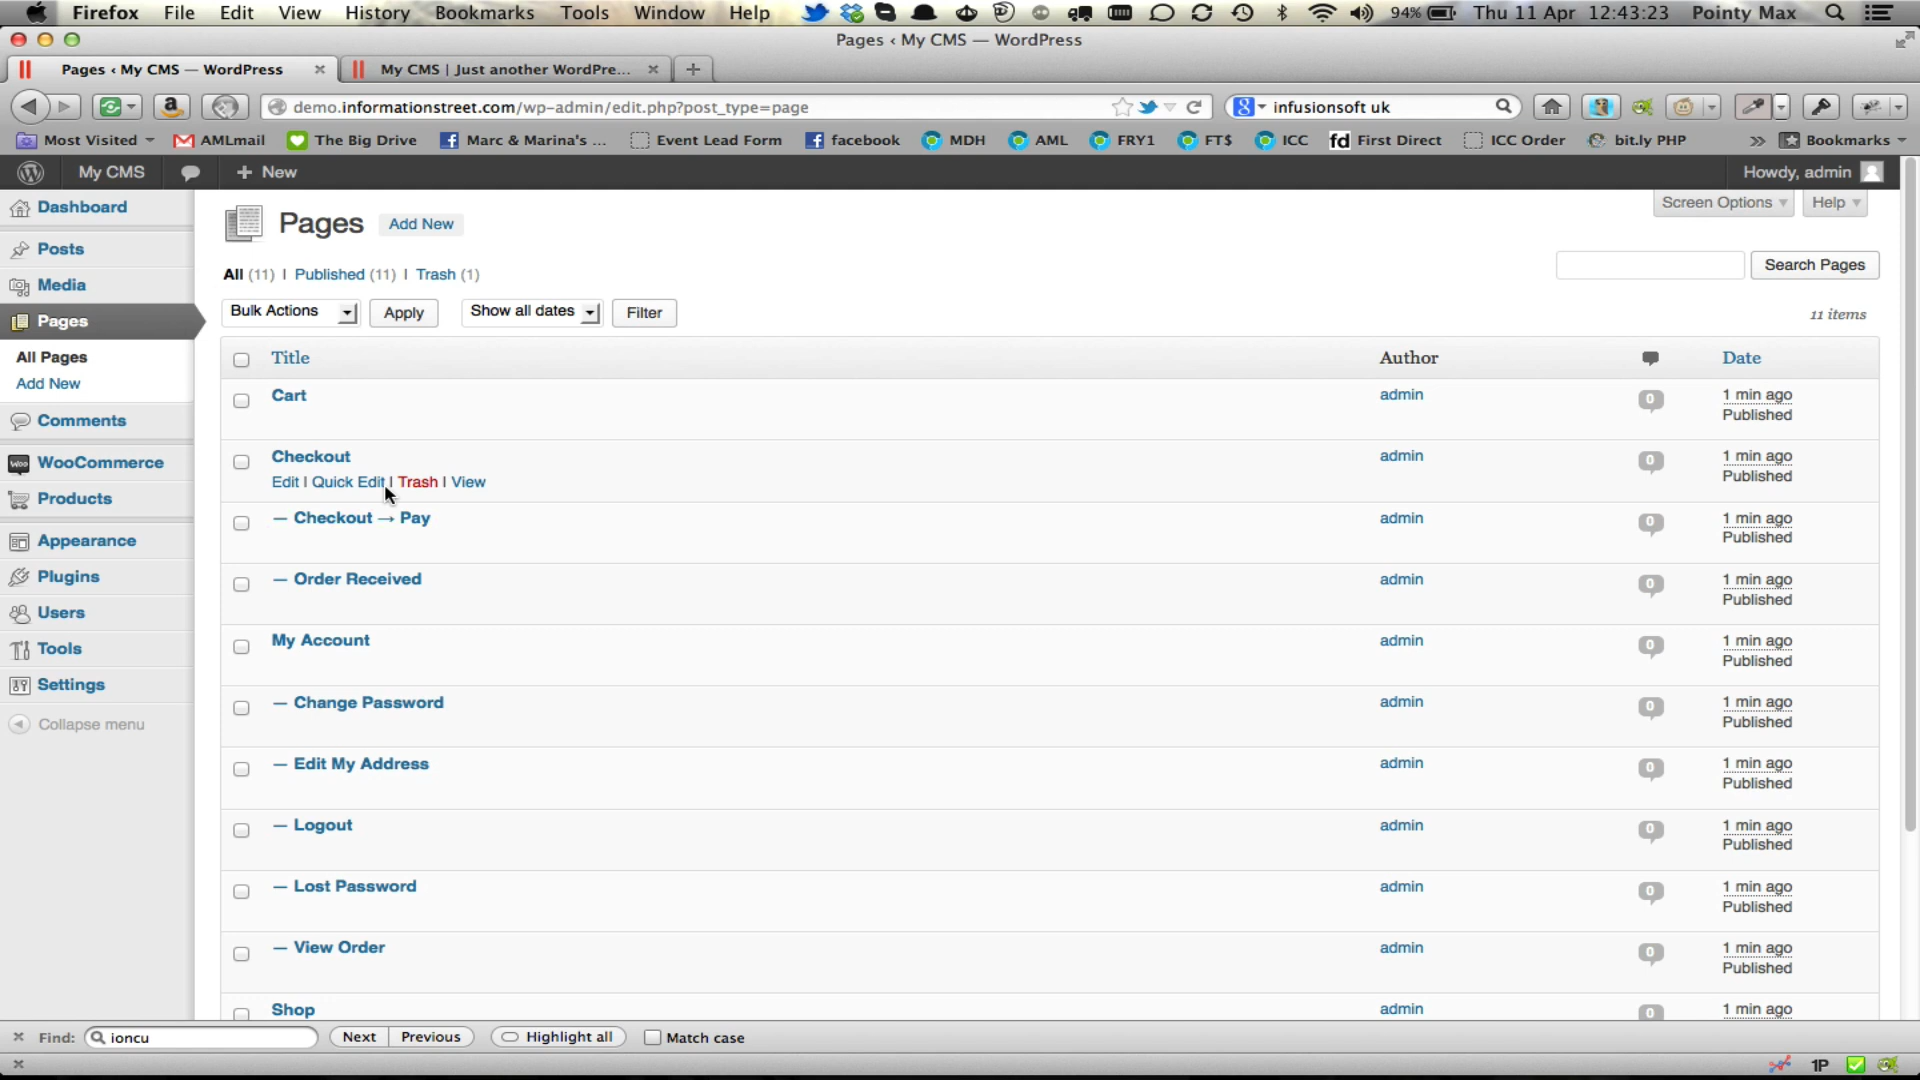 Firefox File Edit View History Bookmarks Tools Window Help 94% Thu 11 Apr 12:43:23 Pointy Max
Pages ‹ My CMS — WordPress
Pages ‹ My CMS — WordPress × My CMS | Just another WordPre... × +
demo.informationstreet.com/wp-admin/edit.php?post_type=page infusionsoft uk
Most Visited AMLmail The Big Drive Marc & Marina's ... Event Lead Form facebook MDH AML FRY1 FT$ ICC fd First Direct ICC Order bit.ly PHP » Bookmarks
My CMS + New Howdy, admin
Dashboard
Posts
Media
Pages
All Pages
Add New
Comments
WooCommerce
Products
Appearance
Plugins
Users
Tools
Settings
Collapse menu
Screen Options Help
Pages Add New
All (11) | Published (11) | Trash (1)
Search Pages
Bulk Actions Apply Show all dates Filter
11 items
Title Author Date
Cart admin 0 1 min ago
Published
Checkout admin 0 1 min ago
Published
Edit | Quick Edit | Trash | View
— Checkout → Pay admin 0 1 min ago
Published
— Order Received admin 0 1 min ago
Published
My Account admin 0 1 min ago
Published
— Change Password admin 0 1 min ago
Published
— Edit My Address admin 0 1 min ago
Published
— Logout admin 0 1 min ago
Published
— Lost Password admin 0 1 min ago
Published
— View Order admin 0 1 min ago
Published
Shop admin 0 1 min ago
× Find: ioncu Next Previous Highlight all Match case
× 1P